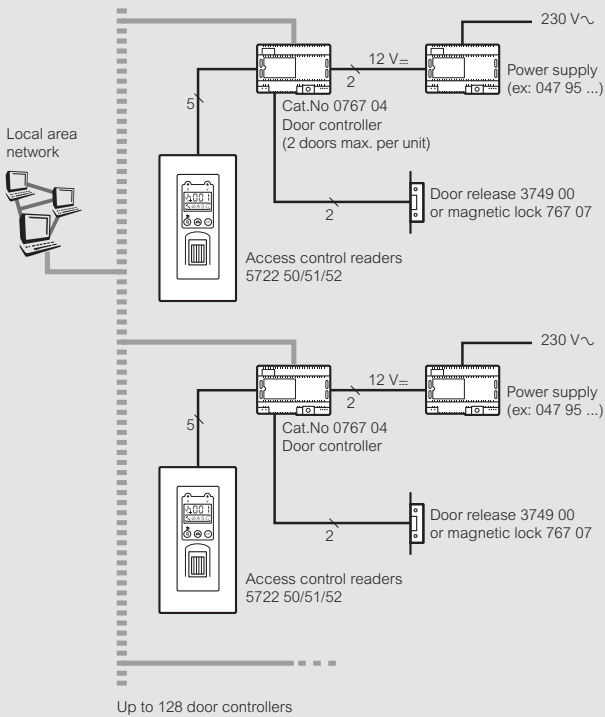 230 V∿
12 V⎓
2
Power supply
(ex: 047 95 ...)
5
Cat.No 0767 04
Door controller
(2 doors max. per unit)
Local area
network
2
Door release 3749 00
or magnetic lock 767 07
Access control readers
5722 50/51/52
230 V∿
12 V⎓
2
Power supply
(ex: 047 95 ...)
5
Cat.No 0767 04
Door controller
2
Door release 3749 00
or magnetic lock 767 07
Access control readers
5722 50/51/52
Up to 128 door controllers